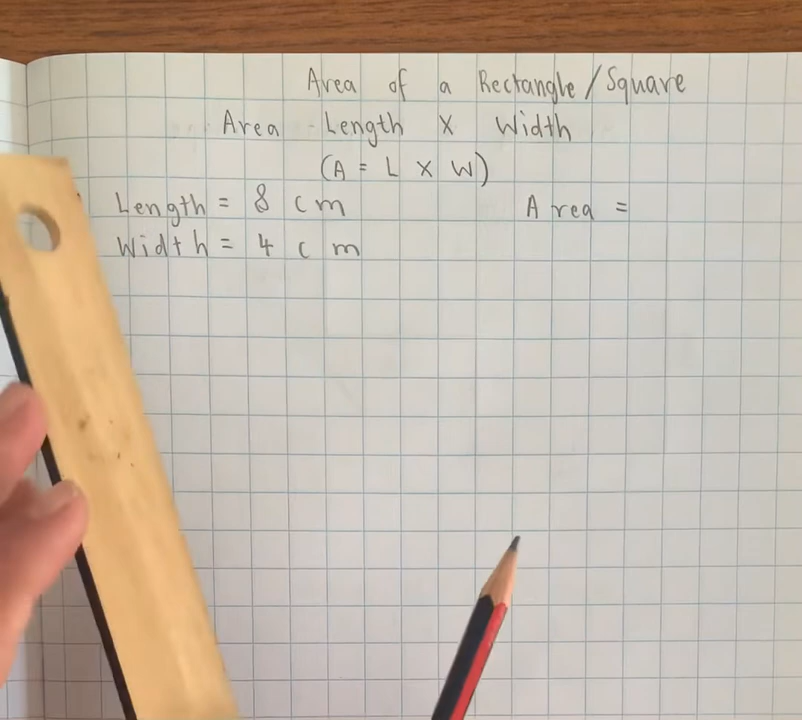 Area of a Rectangle/Square
Area - Length X Width
(A = L X W)
Length = 8 cm
Area =
Width = 4 cm